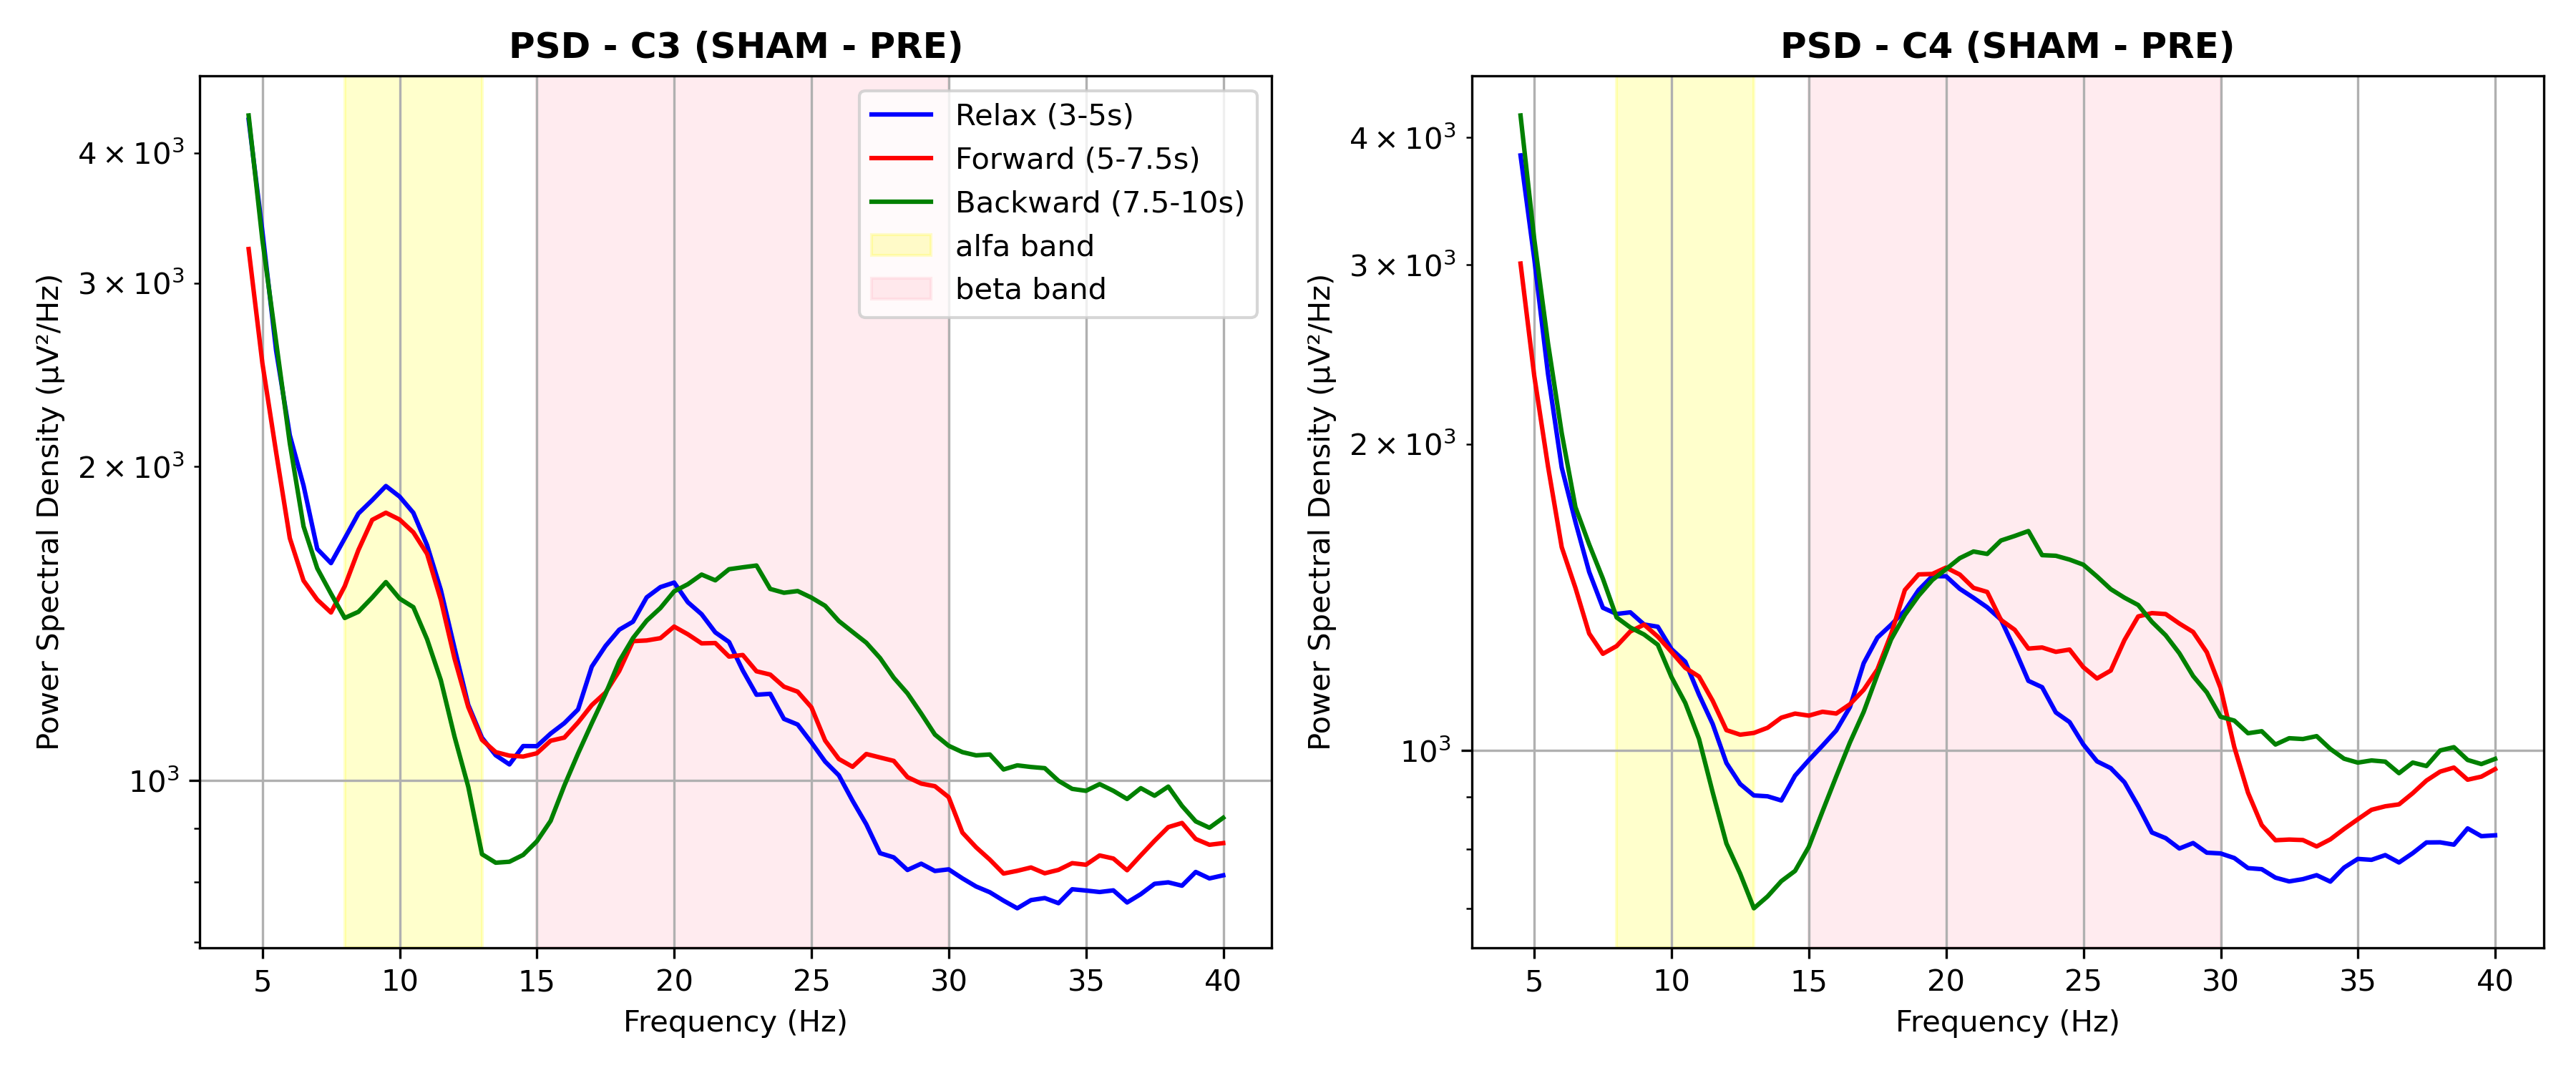 PSD - C3 (SHAM - PRE)
Power Spectral Density (µV²/Hz)
4 × 10³
3 × 10³
2 × 10³
10³
Relax (3-5s)
Forward (5-7.5s)
Backward (7.5-10s)
alfa band
beta band
5 10 15 20 25 30 35 40
Frequency (Hz)
PSD - C4 (SHAM - PRE)
Power Spectral Density (µV²/Hz)
4 × 10³
3 × 10³
2 × 10³
10³
5 10 15 20 25 30 35 40
Frequency (Hz)